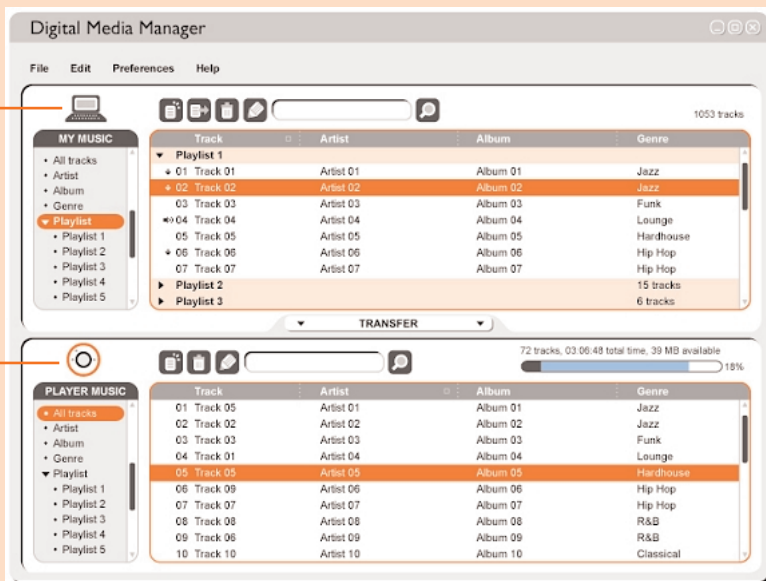 Digital Media Manager
File Edit Preferences Help
1053 tracks
MY MUSIC
• All tracks
• Artist
• Album
• Genre
Playlist
• Playlist 1
• Playlist 2
• Playlist 3
• Playlist 4
• Playlist 5
Track Artist Album Genre
Playlist 1
01 Track 01 Artist 01 Album 01 Jazz
02 Track 02 Artist 02 Album 02 Jazz
03 Track 03 Artist 03 Album 03 Funk
04 Track 04 Artist 04 Album 04 Lounge
05 Track 05 Artist 05 Album 05 Hardhouse
06 Track 06 Artist 06 Album 06 Hip Hop
07 Track 07 Artist 07 Album 07 Hip Hop
Playlist 2 15 tracks
Playlist 3 6 tracks
TRANSFER
72 tracks, 03:06:48 total time, 39 MB available
18%
PLAYER MUSIC
• All tracks
• Artist
• Album
• Genre
Playlist
• Playlist 1
• Playlist 2
• Playlist 3
• Playlist 4
• Playlist 5
Track Artist Album Genre
01 Track 05 Artist 01 Album 01 Jazz
02 Track 02 Artist 02 Album 02 Jazz
03 Track 03 Artist 03 Album 03 Funk
04 Track 01 Artist 04 Album 04 Lounge
05 Track 05 Artist 05 Album 05 Hardhouse
06 Track 09 Artist 06 Album 06 Hip Hop
07 Track 07 Artist 07 Album 07 Hip Hop
08 Track 08 Artist 08 Album 08 R&B
09 Track 06 Artist 09 Album 09 R&B
10 Track 10 Artist 10 Album 10 Classical